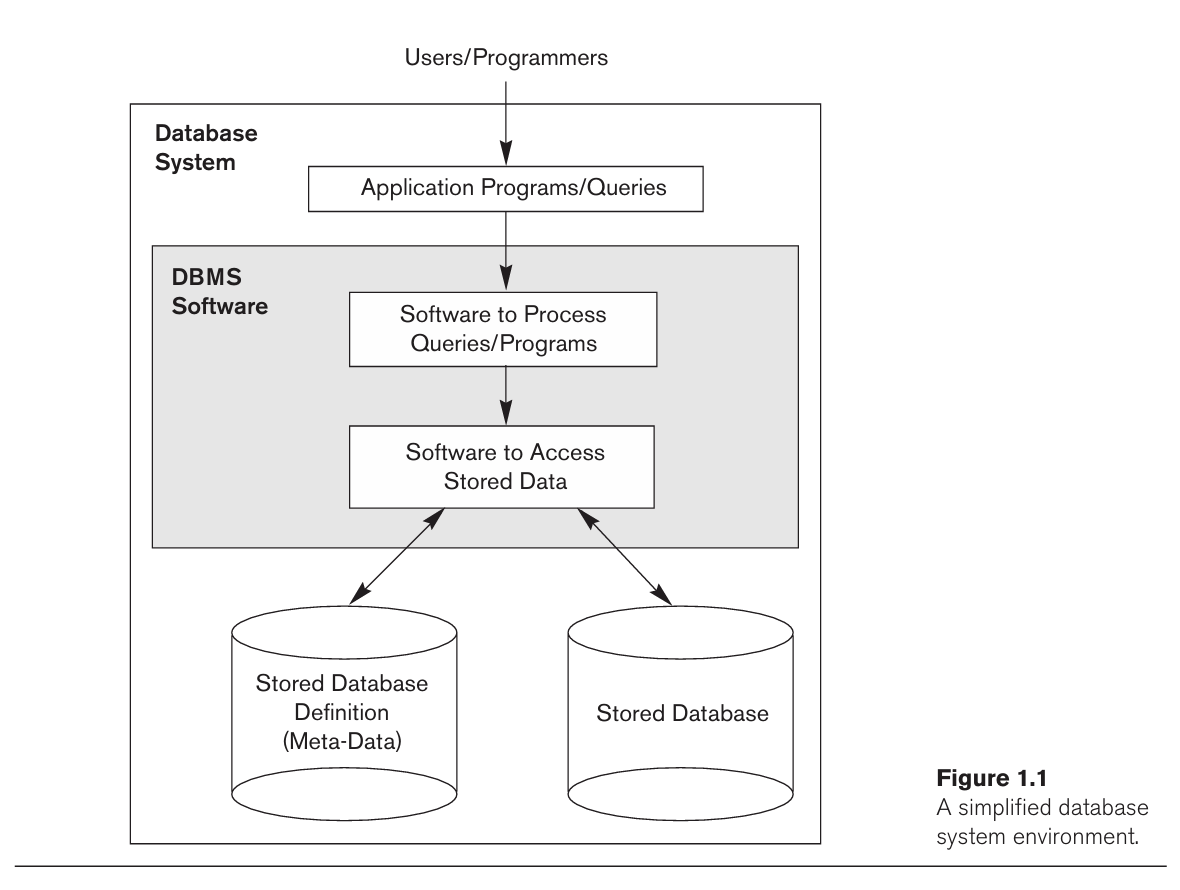 Users/Programmers
Database
System
Application Programs/Queries
DBMS
Software
Software to Process
Queries/Programs
Software to Access
Stored Data
Stored Database
Definition
(Meta-Data)
Stored Database
Figure 1.1
A simplified database
system environment.